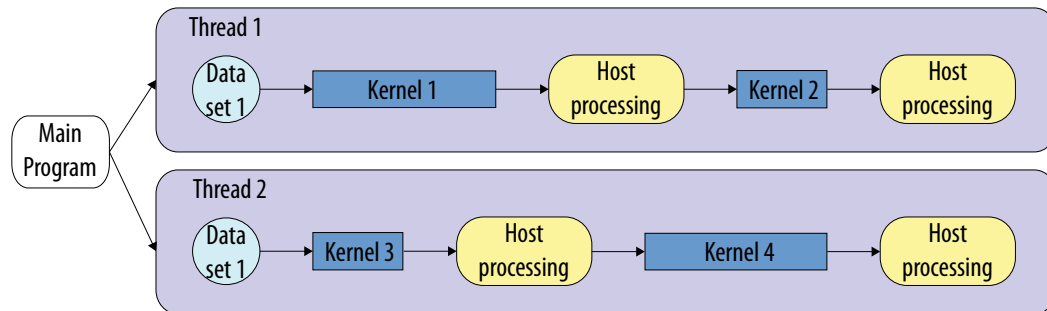 Thread 1
Data
set 1
Kernel 1
Host
processing
Kernel 2
Host
processing
Main
Program
Thread 2
Data
set 1
Kernel 3
Host
processing
Kernel 4
Host
processing